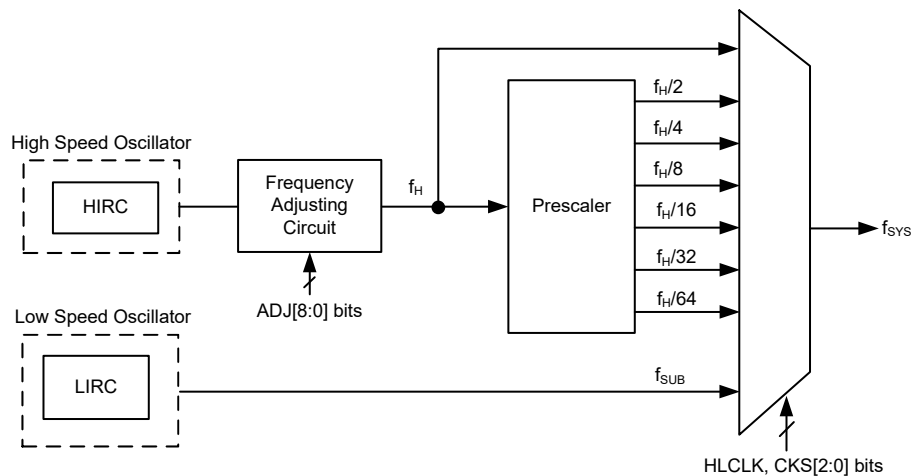 High Speed Oscillator
HIRC
Frequency
Adjusting
Circuit
ADJ[8:0] bits
fH
Prescaler
fH/2
fH/4
fH/8
fH/16
fH/32
fH/64
fSYS
Low Speed Oscillator
LIRC
fSUB
HLCLK, CKS[2:0] bits